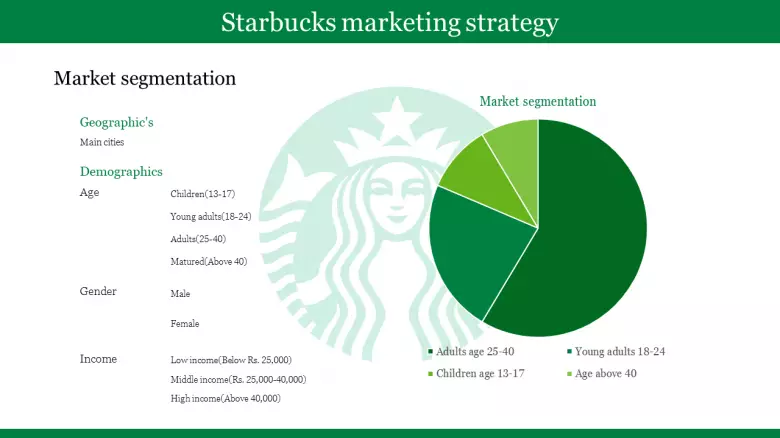 Starbucks marketing strategy
Market segmentation
Geographic's
Main cities
Demographics
Age
Children(13-17)
Young adults(18-24)
Adults(25-40)
Matured(Above 40)
Gender
Male
Female
Income
Low income(Below Rs. 25,000)
Middle income(Rs. 25,000-40,000)
High income(Above 40,000)
Market segmentation
Adults age 25-40
Young adults 18-24
Children age 13-17
Age above 40